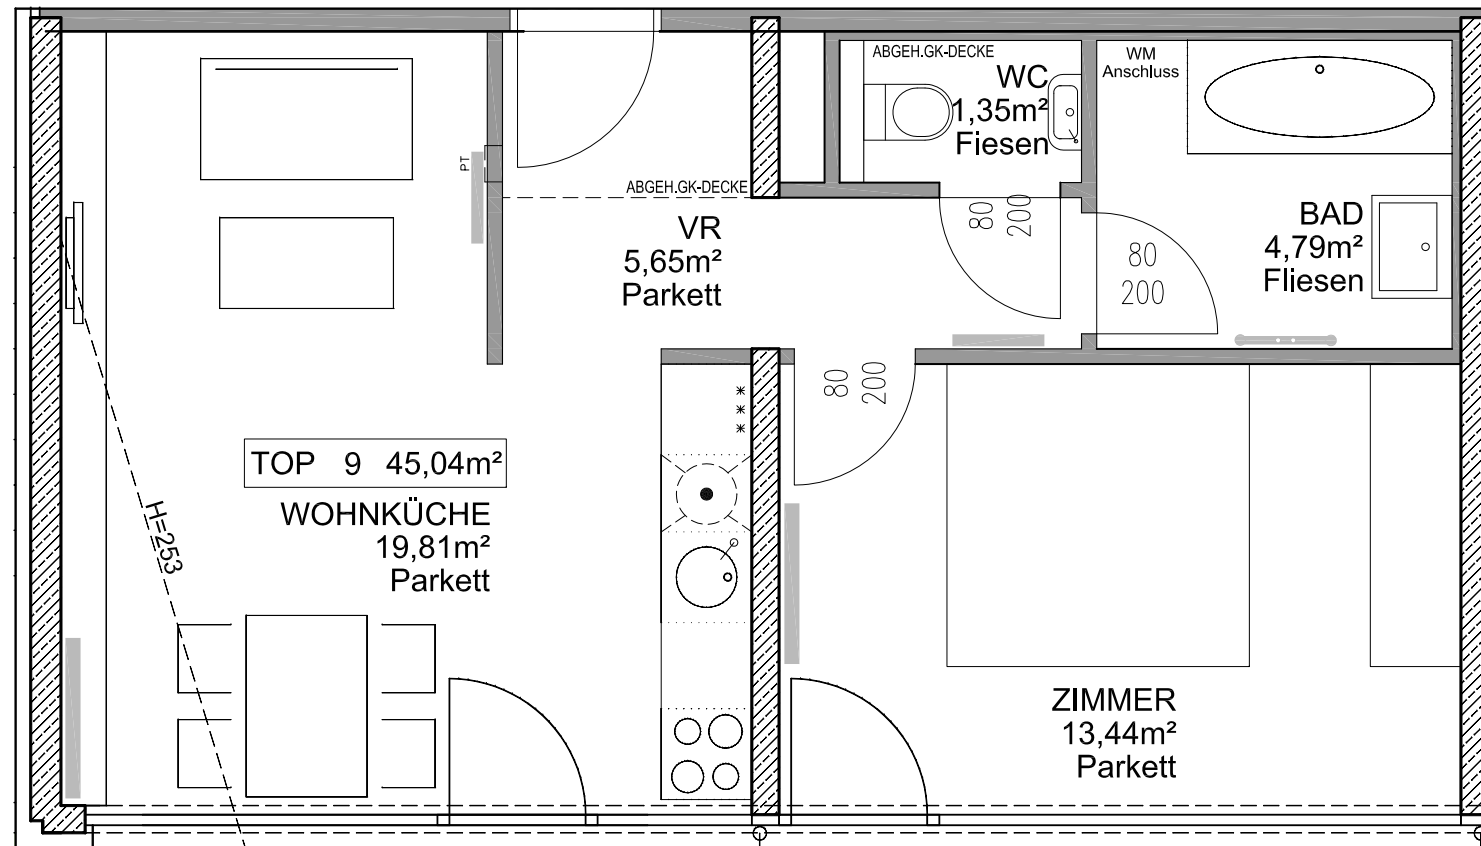 ABGEH.GK-DECKE
WC
1,35m²
Fiesen
WM
Anschluss
PT
ABGEH.GK-DECKE
VR
5,65m²
Parkett
80
200
80
200
BAD
4,79m²
Fliesen
80
200
TOP 9 45,04m²
WOHNKÜCHE
19,81m²
Parkett
H=253
ZIMMER
13,44m²
Parkett